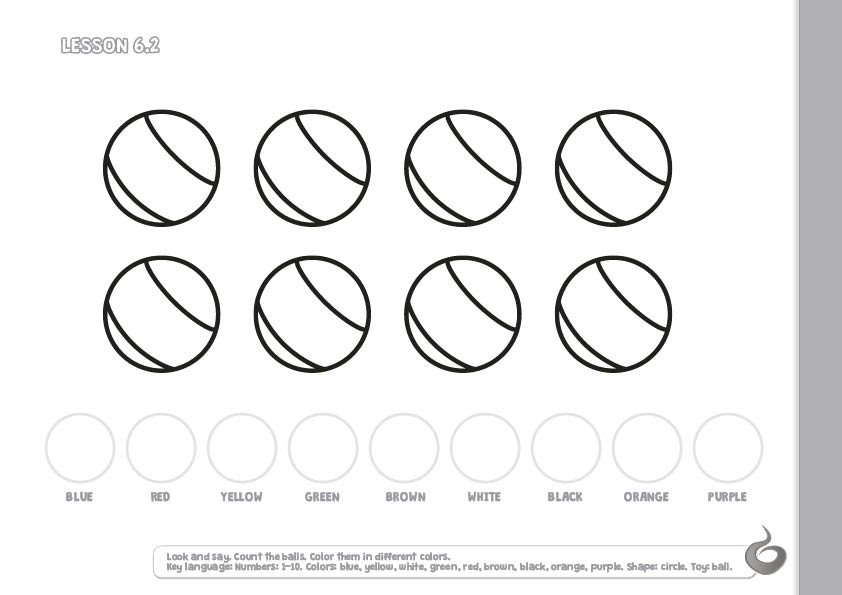 LESSON 6.2
BLUE RED YELLOW GREEN BROWN WHITE BLACK ORANGE PURPLE
Look and say. Count the balls. Color them in different colors.
Key language: Numbers: 1-10. Colors: blue, yellow, white, green, red, brown, black, orange, purple. Shape: circle. Toy: ball.
6